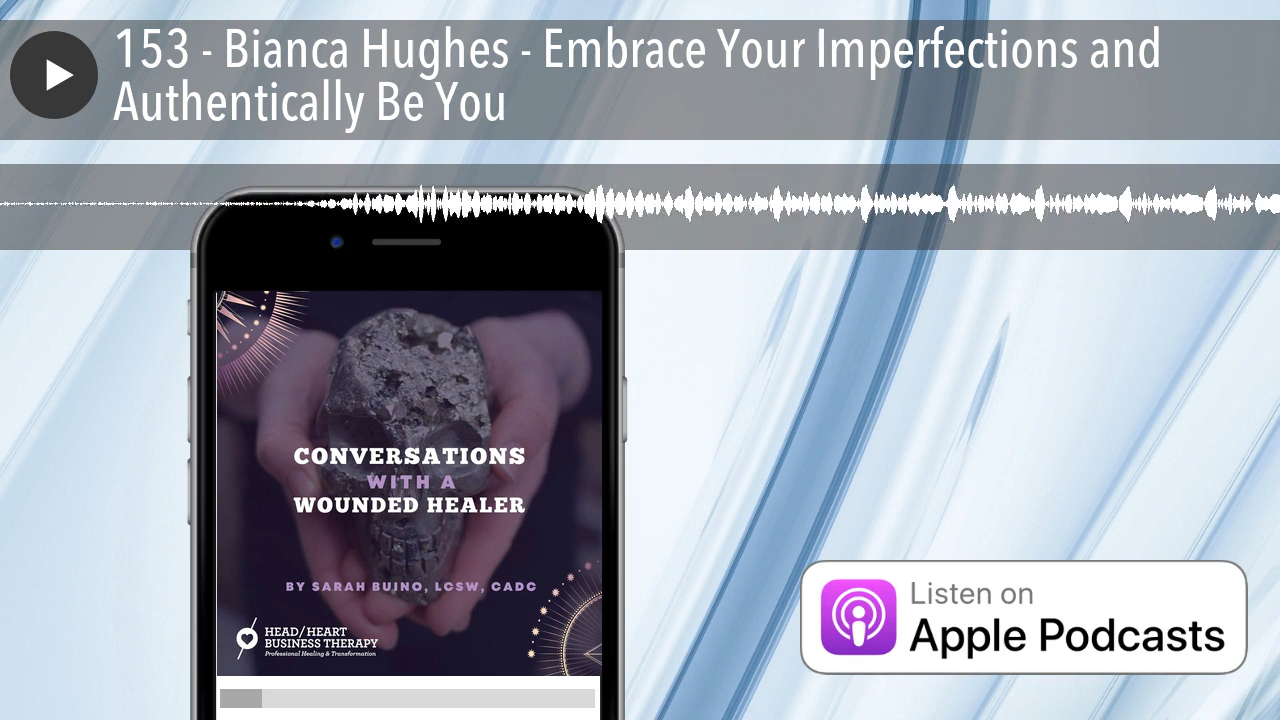 153 - Bianca Hughes - Embrace Your Imperfections and
Authentically Be You
CONVERSATIONS
WITH A
WOUNDED HEALER
BY SARAH BUINO, LCSW, CADC
HEAD/HEART
BUSINESS THERAPY
Professional Healing & Transformation
Listen on
Apple Podcasts